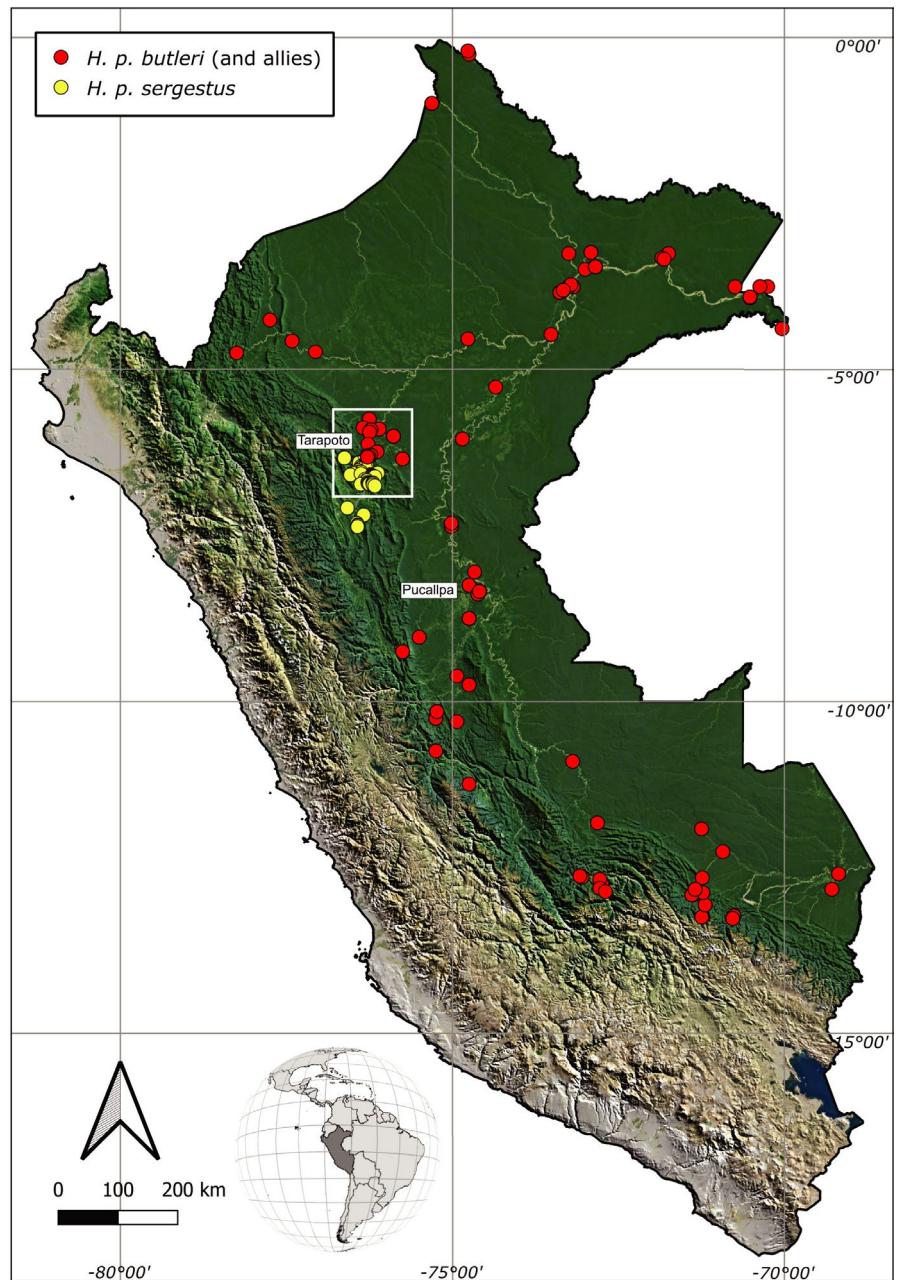 0°00'
H. p. butleri (and allies)
H. p. sergestus
-5°00'
Tarapoto
Pucallpa
-10°00'
-15°00'
0 100 200 km
-80°00' -75°00' -70°00'